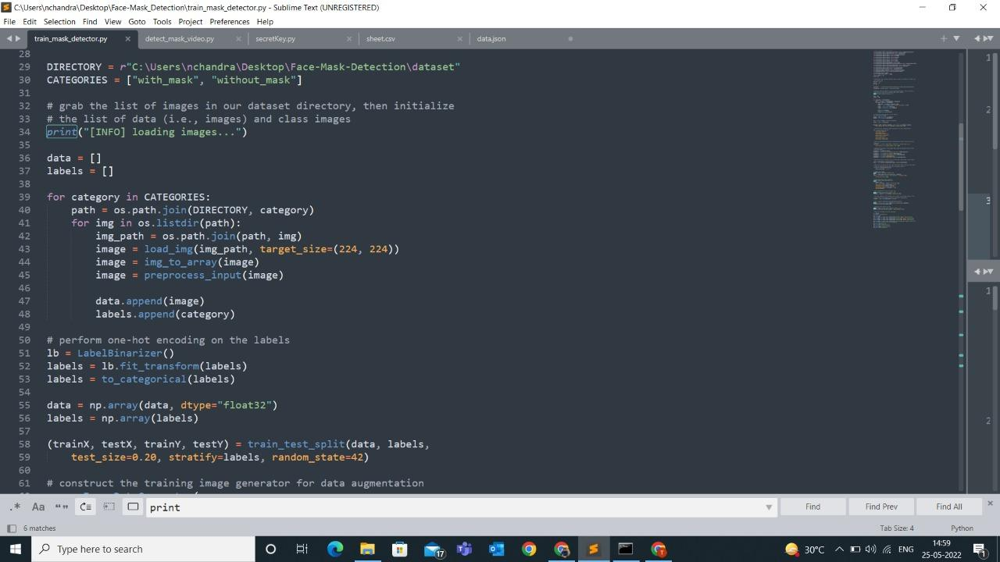 C:\Users\nchandra\Desktop\Face-Mask_Detection\train_mask_detector.py - Sublime Text (UNREGISTERED)
File Edit Selection Find View Goto Tools Project Preferences Help
train_mask_detector.py detect_mask_video.py secretKey.py sheet.csv data.json
28
29 DIRECTORY = r"C:\Users\nchandra\Desktop\Face-Mask-Detection\dataset"
30 CATEGORIES = ["with_mask", "without_mask"]
31
32 # grab the list of images in our dataset directory, then initialize
33 # the list of data (i.e., images) and class images
34 print("[INFO] loading images...")
35
36 data = []
37 labels = []
38
39 for category in CATEGORIES:
40 path = os.path.join(DIRECTORY, category)
41 for img in os.listdir(path):
42 img_path = os.path.join(path, img)
43 image = load_img(img_path, target_size=(224, 224))
44 image = img_to_array(image)
45 image = preprocess_input(image)
46
47 data.append(image)
48 labels.append(category)
49
50 # perform one-hot encoding on the labels
51 lb = LabelBinarizer()
52 labels = lb.fit_transform(labels)
53 labels = to_categorical(labels)
54
55 data = np.array(data, dtype="float32")
56 labels = np.array(labels)
57
58 (trainX, testX, trainY, testY) = train_test_split(data, labels,
59 test_size=0.20, stratify=labels, random_state=42)
60
61 # construct the training image generator for data augmentation
1
2
3
1
2
.* Aa “” print Find Find Prev Find All
6 matches Tab Size: 4 Python
Type here to search 17 30°C ENG 14:59
25-05-2022 1